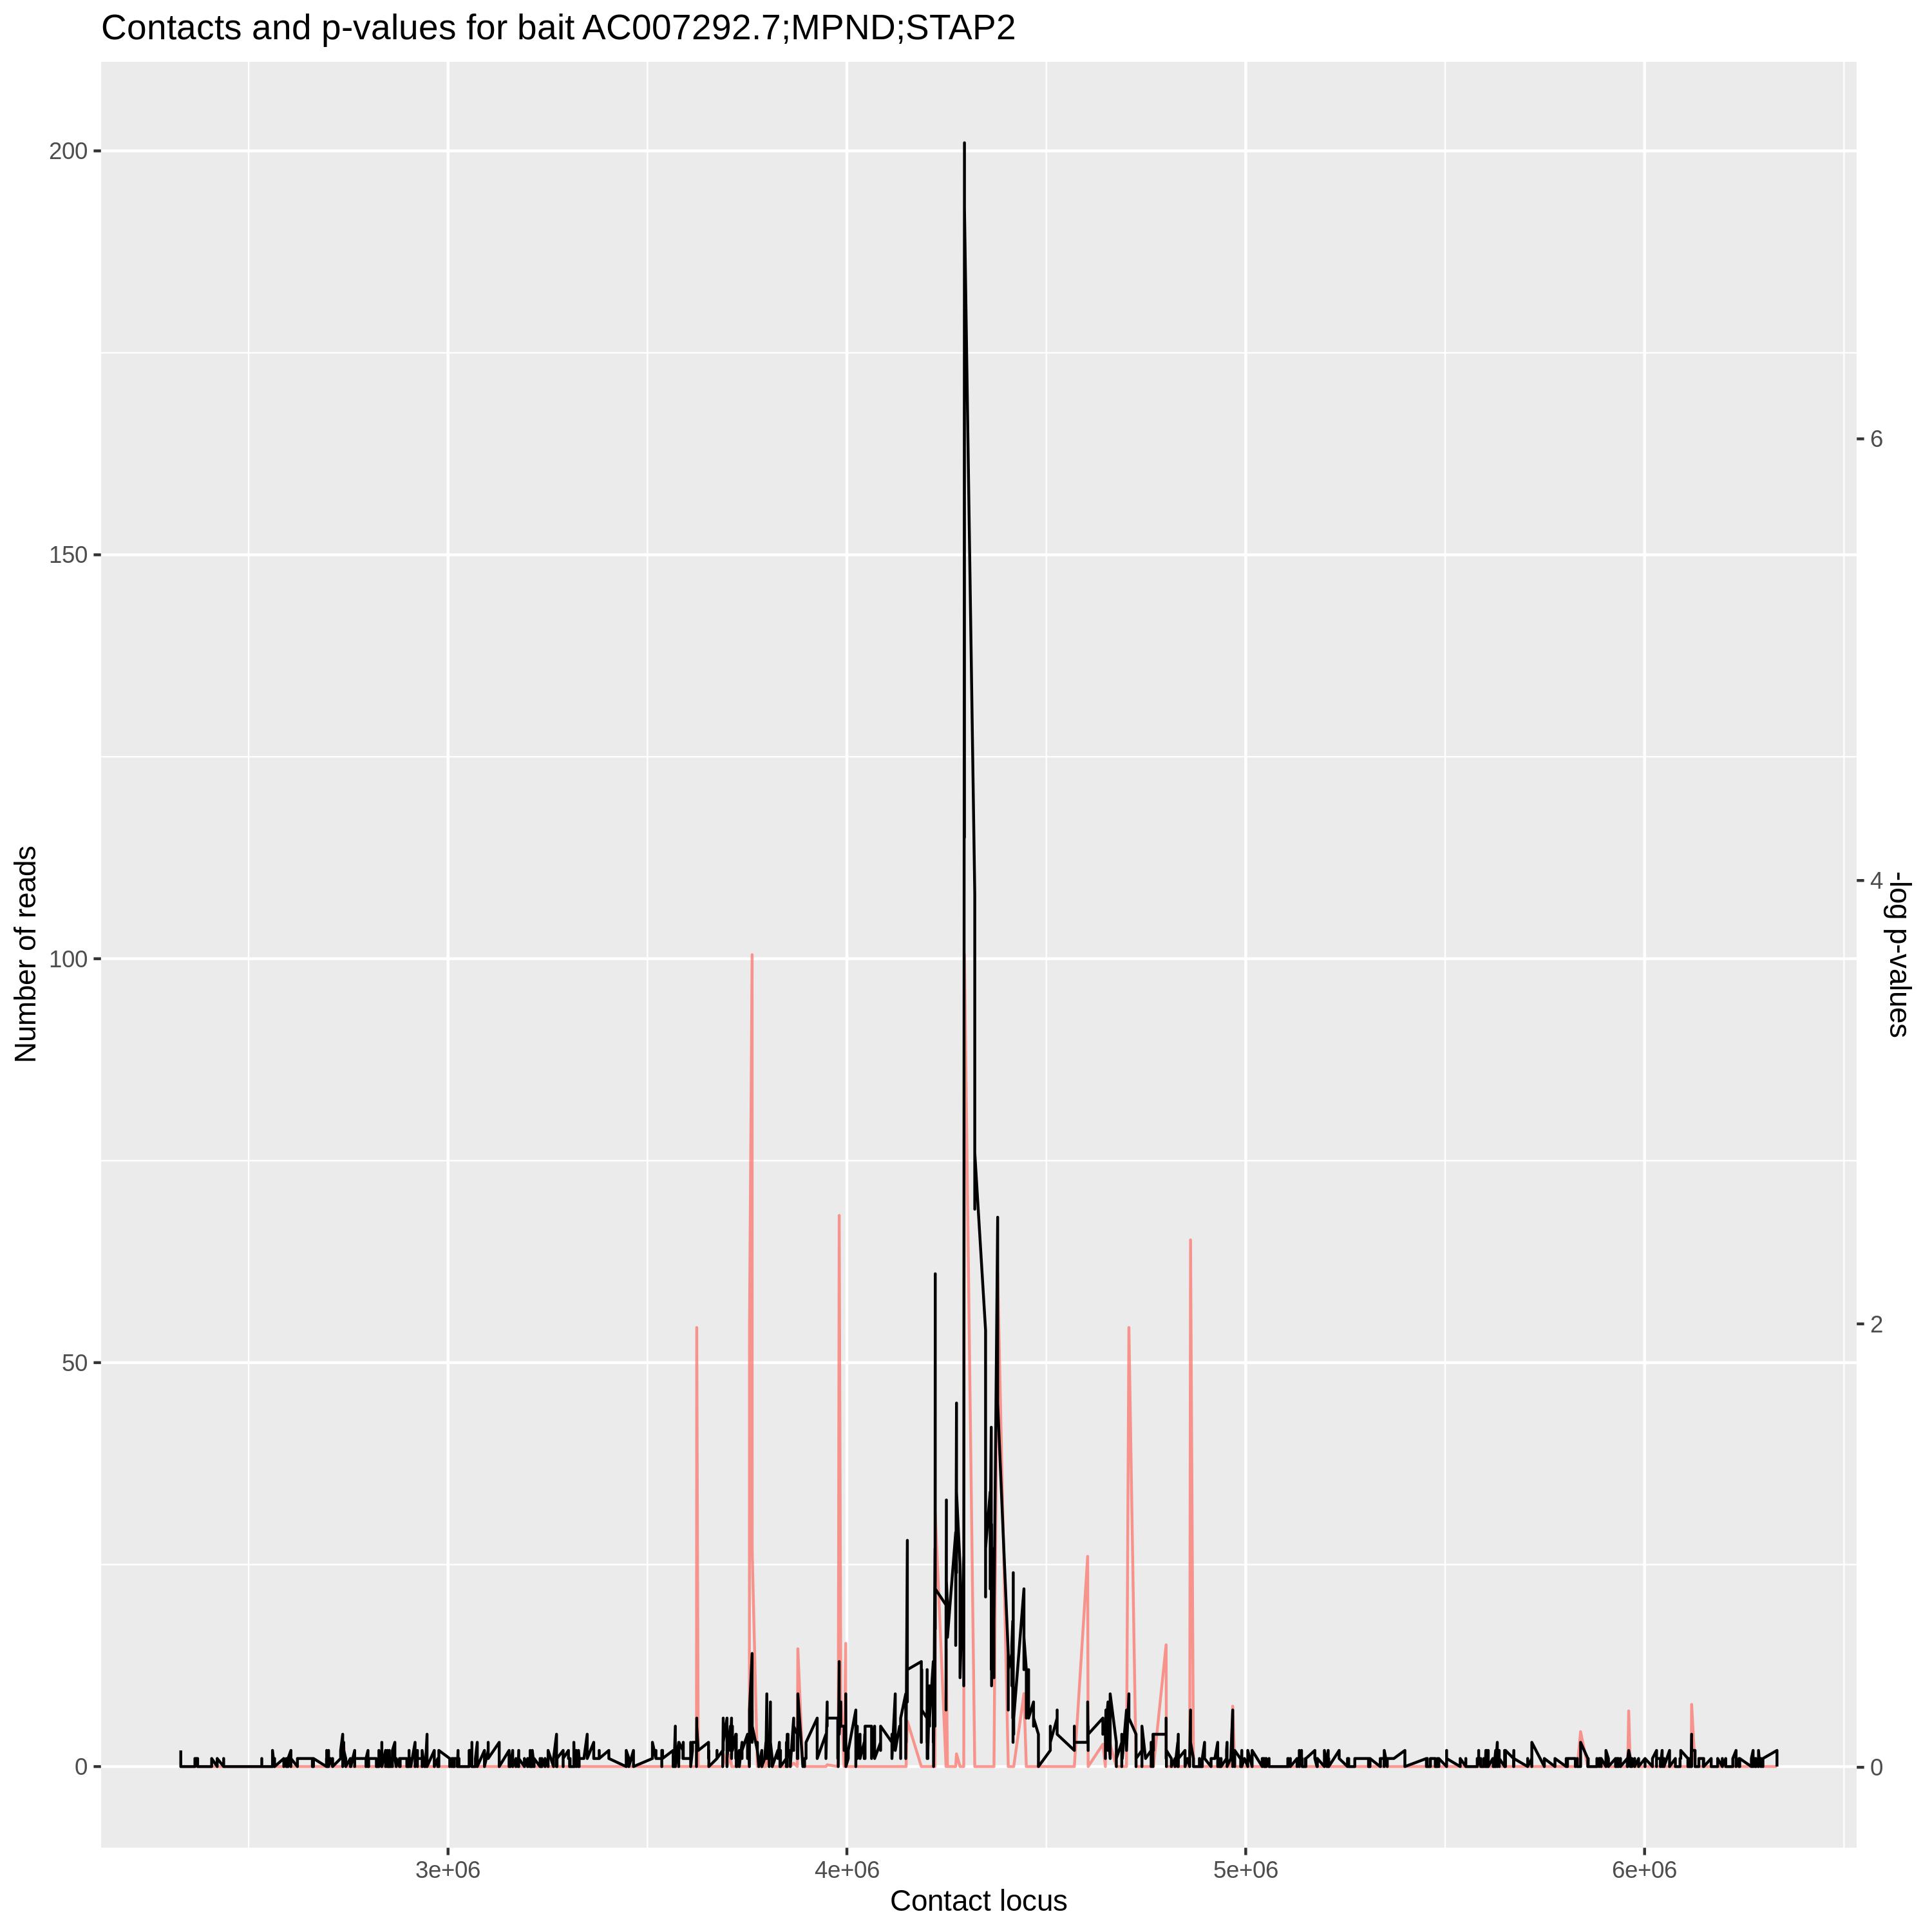 Contacts and p-values for bait AC007292.7;MPND;STAP2
200
150
100
50
0
Number of reads
6
4
2
0
-log p-values
3e+06
4e+06
5e+06
6e+06
Contact locus